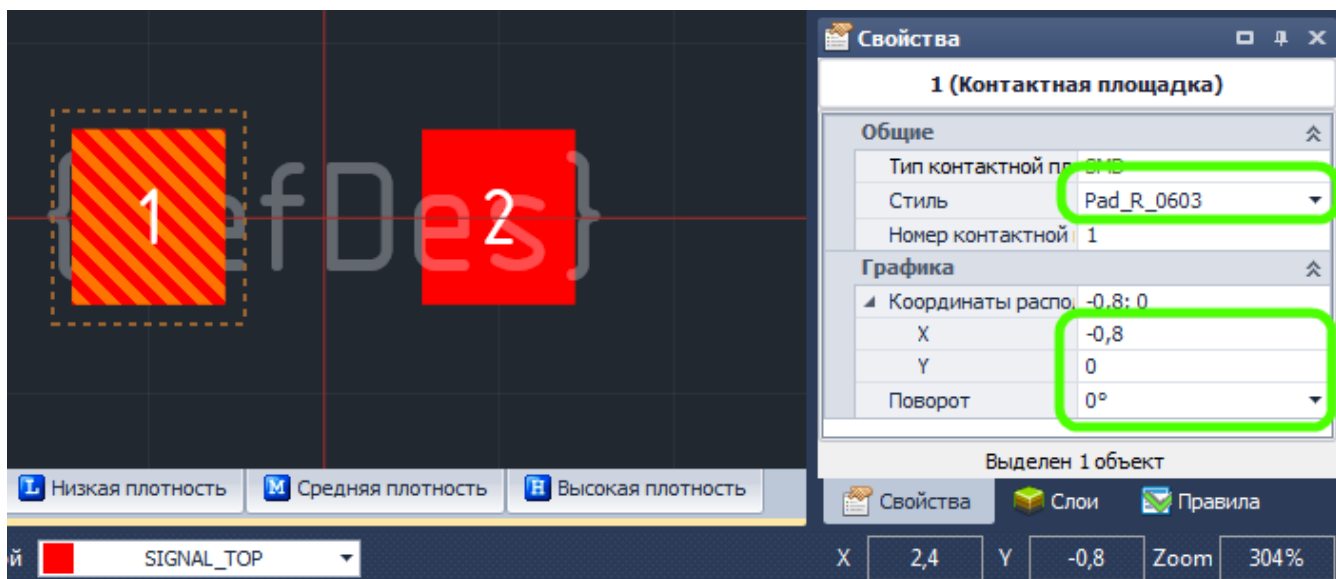 Свойства
1 (Контактная площадка)
Общие
Тип контактной пл SMD
Стиль Pad_R_0603
Номер контактной 1
Графика
Координаты распо -0,8; 0
X -0,8
Y 0
Поворот 0°
Выделен 1 объект
Свойства Слои Правила
{RefDes}
1 2
L Низкая плотность M Средняя плотность H Высокая плотность
й SIGNAL_TOP
X 2,4 Y -0,8 Zoom 304%